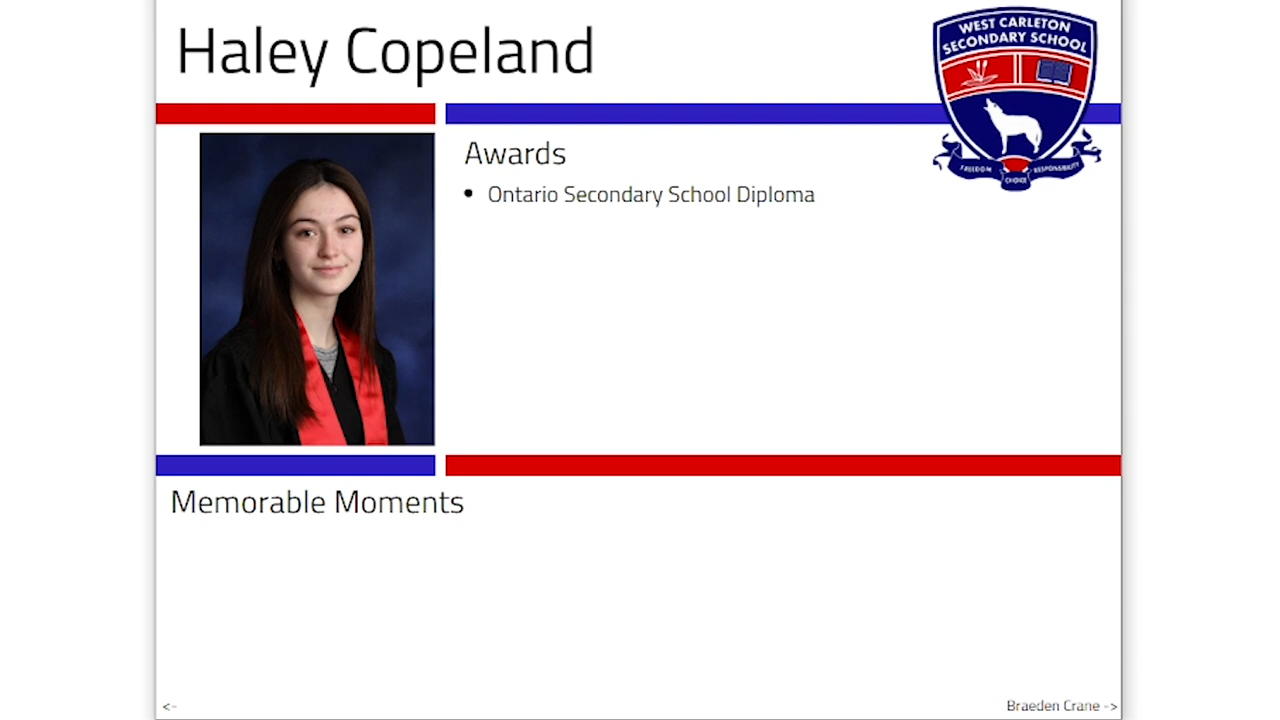 Haley Copeland
WEST CARLETON
SECONDARY SCHOOL
FREEDOM
CHOICE
RESPONSIBILITY
Awards
• Ontario Secondary School Diploma
Memorable Moments
<-
Braeden Crane ->